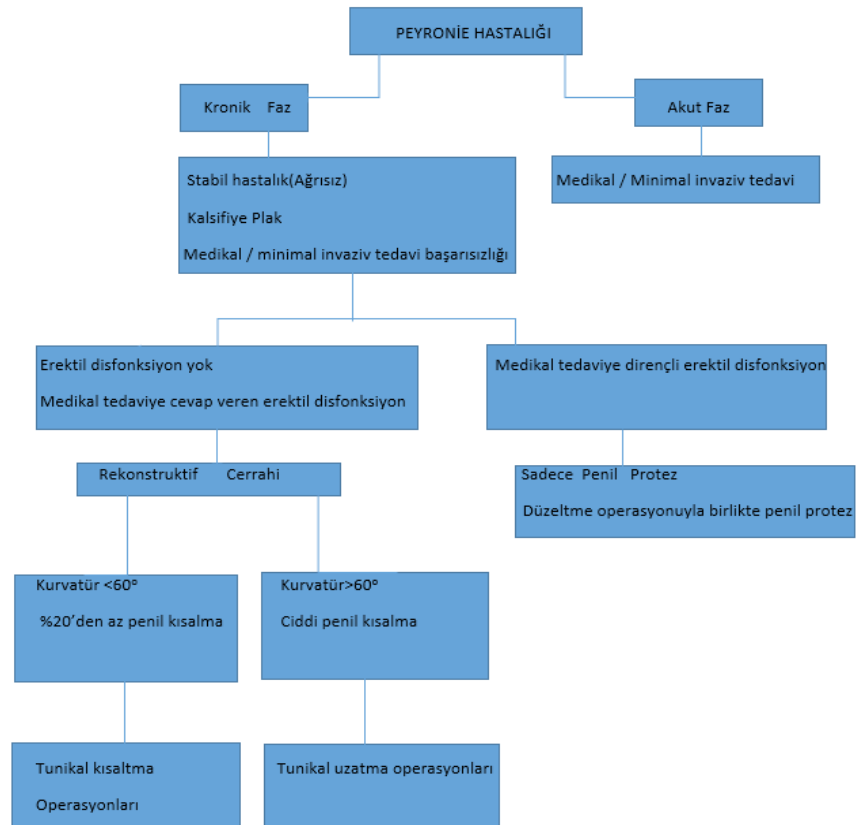 PEYRONİE HASTALIĞI
Kronik Faz
Akut Faz
Stabil hastalık(Ağrısız)
Kalsifiye Plak
Medikal / minimal invaziv tedavi başarısızlığı
Medikal / Minimal invaziv tedavi
Erektil disfonksiyon yok
Medikal tedaviye cevap veren erektil disfonksiyon
Medikal tedaviye dirençli erektil disfonksiyon
Rekonstruktif Cerrahi
Sadece Penil Protez
Düzeltme operasyonuyla birlikte penil protez
Kurvatür <60º
%20’den az penil kısalma
Kurvatür>60º
Ciddi penil kısalma
Tunikal kısaltma
Operasyonları
Tunikal uzatma operasyonları